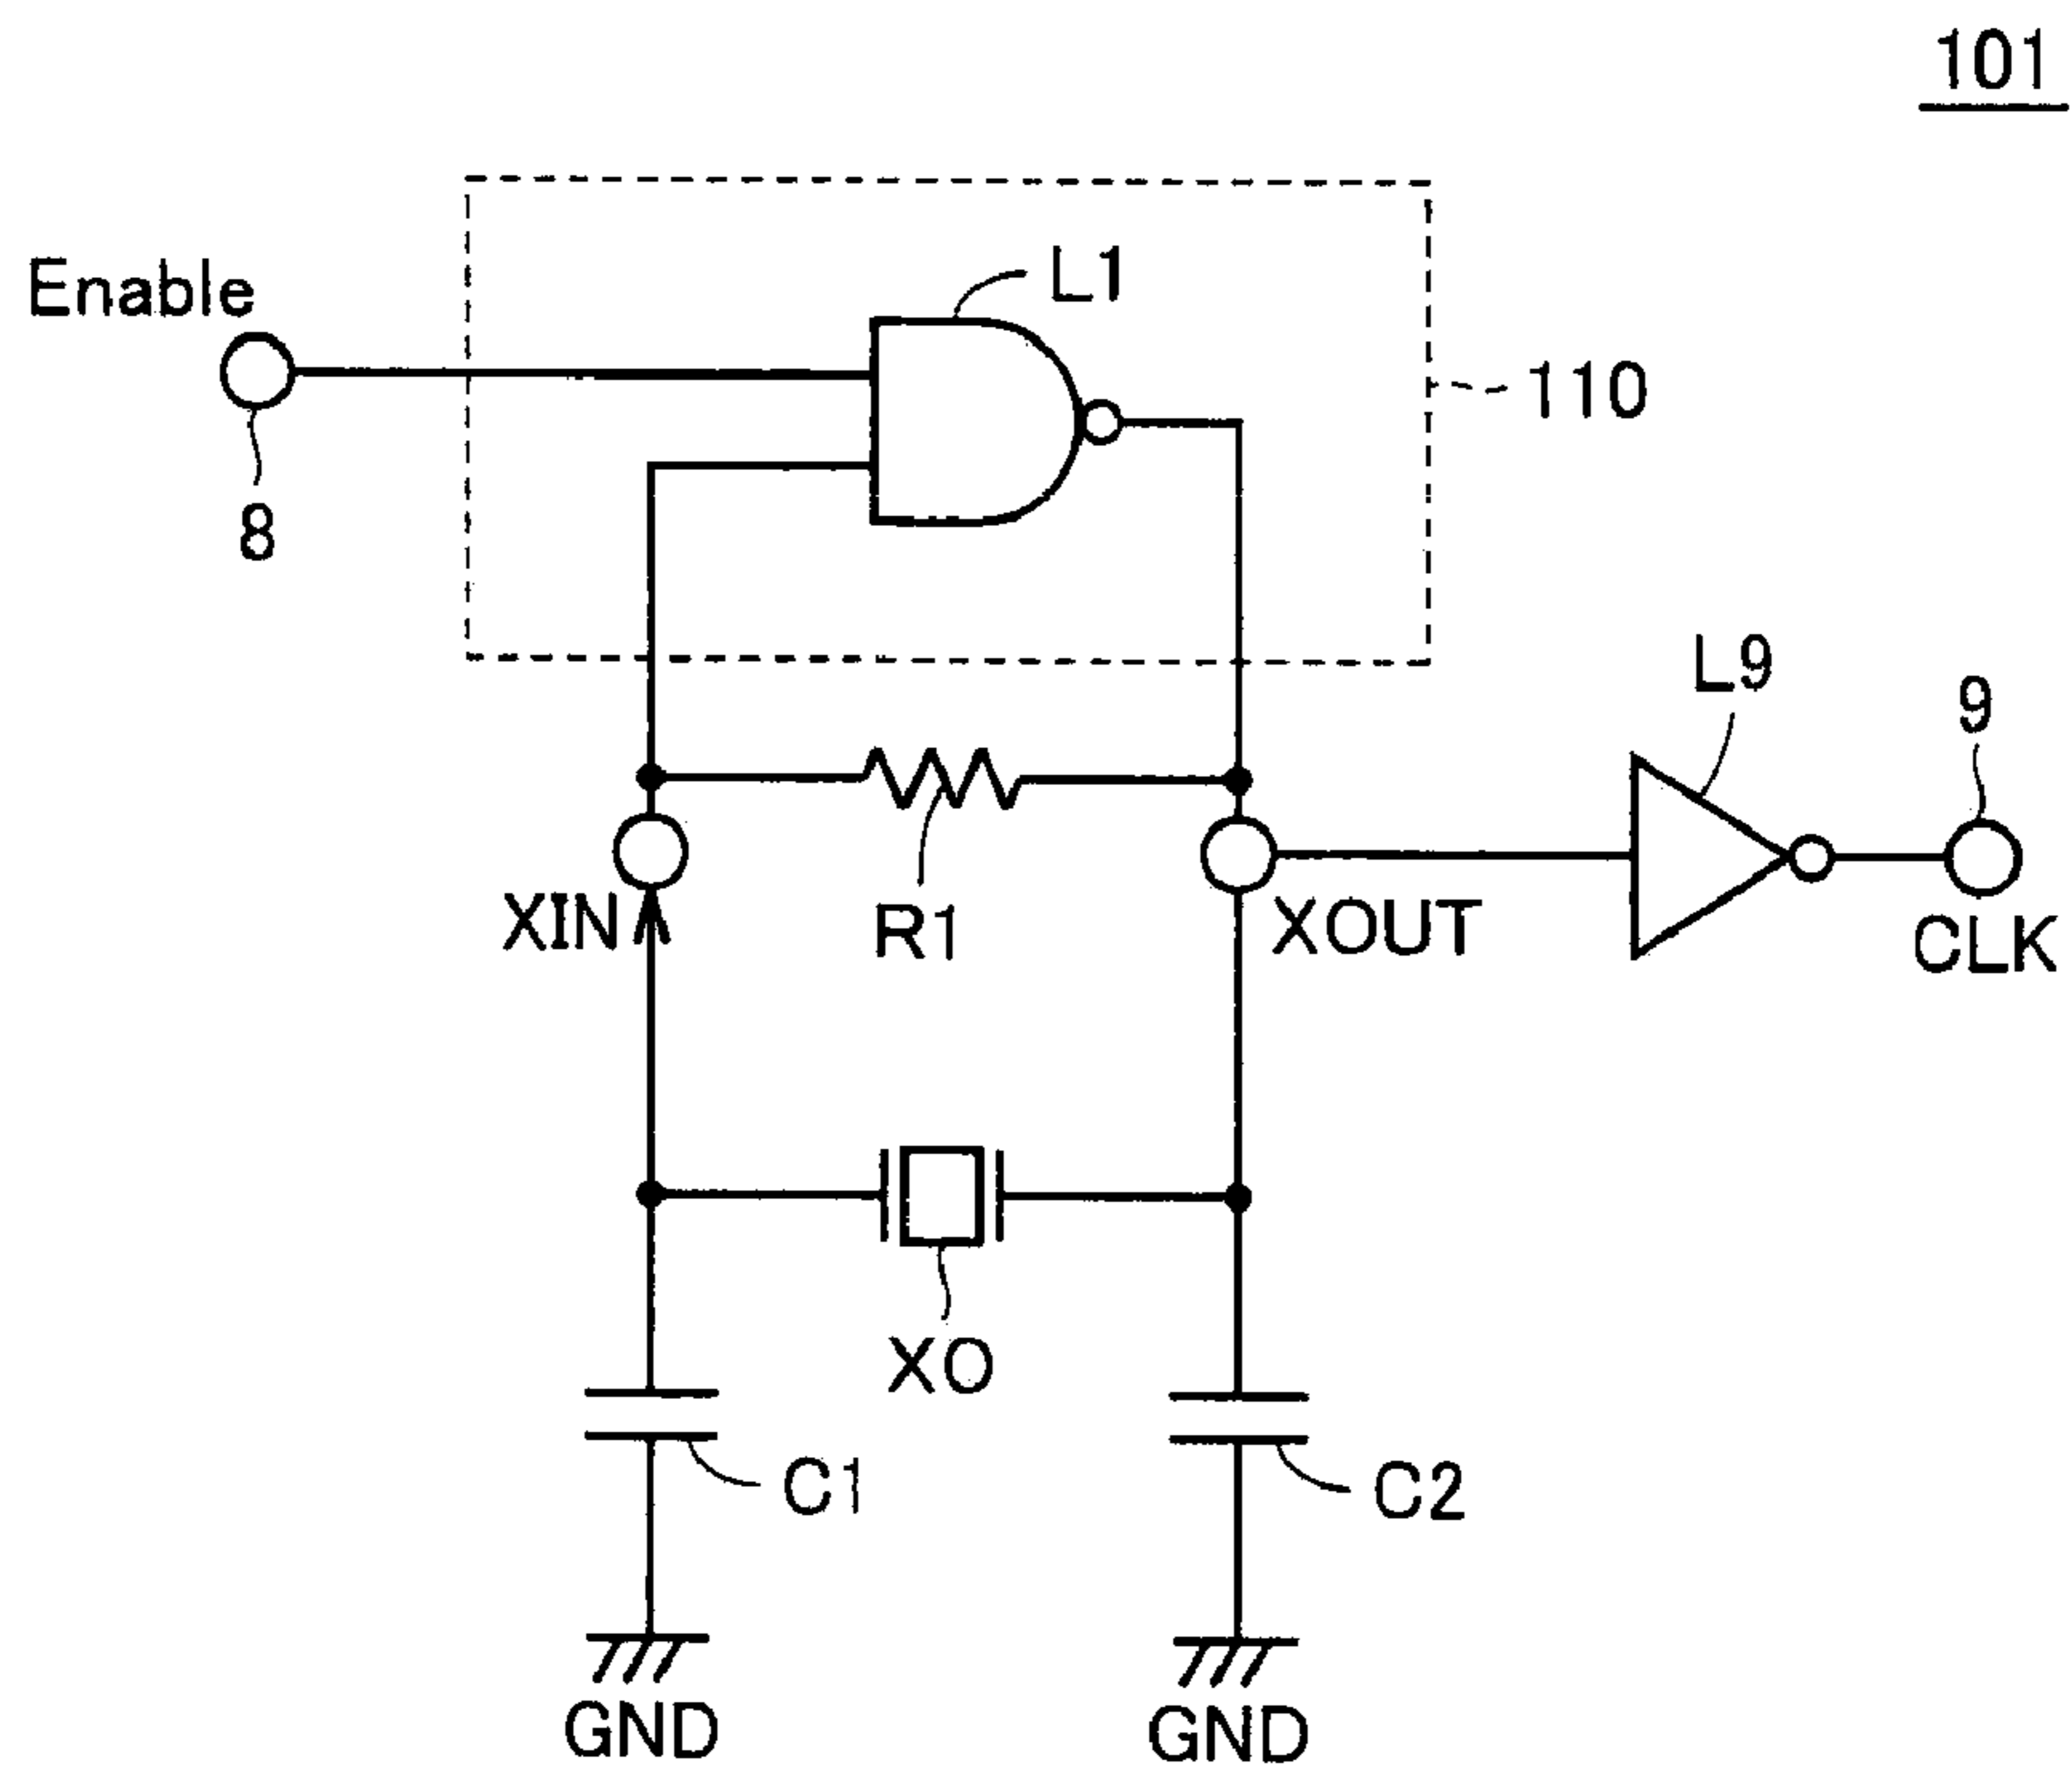 101
Enable
L1
110
8
L9
9
XIN
R1
XOUT
CLK
XO
C1
C2
GND
GND